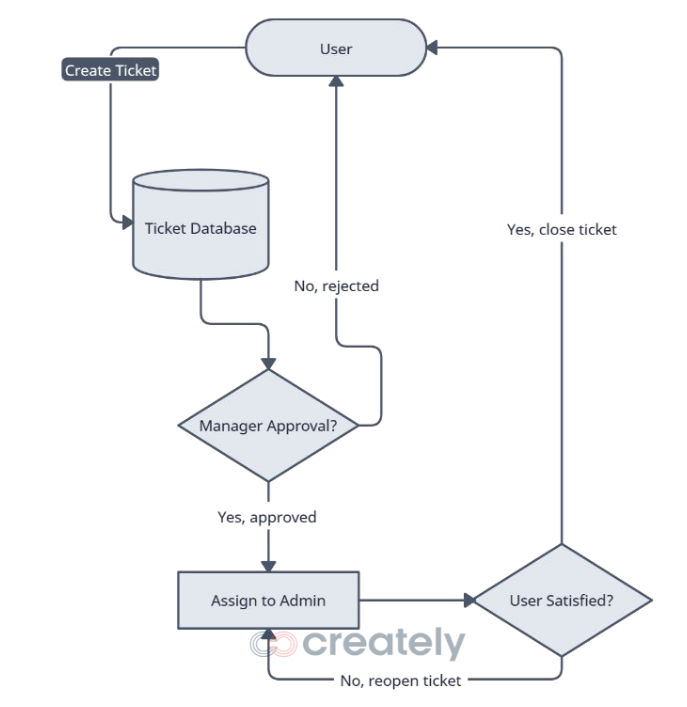 User
Create Ticket
Ticket Database
Yes, close ticket
No, rejected
Manager Approval?
Yes, approved
Assign to Admin
User Satisfied?
creately
No, reopen ticket